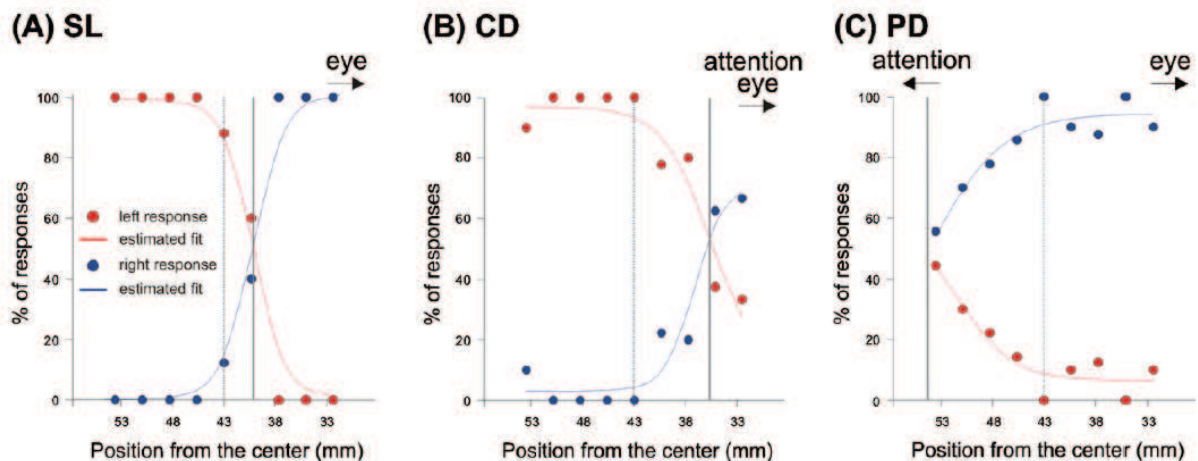 (A) SL
eye
% of responses
100
80
60
40
20
0
left response
estimated fit
right response
estimated fit
53 48 43 38 33
Position from the center (mm)
(B) CD
attention
eye
% of responses
100
80
60
40
20
0
53 48 43 38 33
Position from the center (mm)
(C) PD
attention
eye
% of responses
100
80
60
40
20
0
53 48 43 38 33
Position from the center (mm)